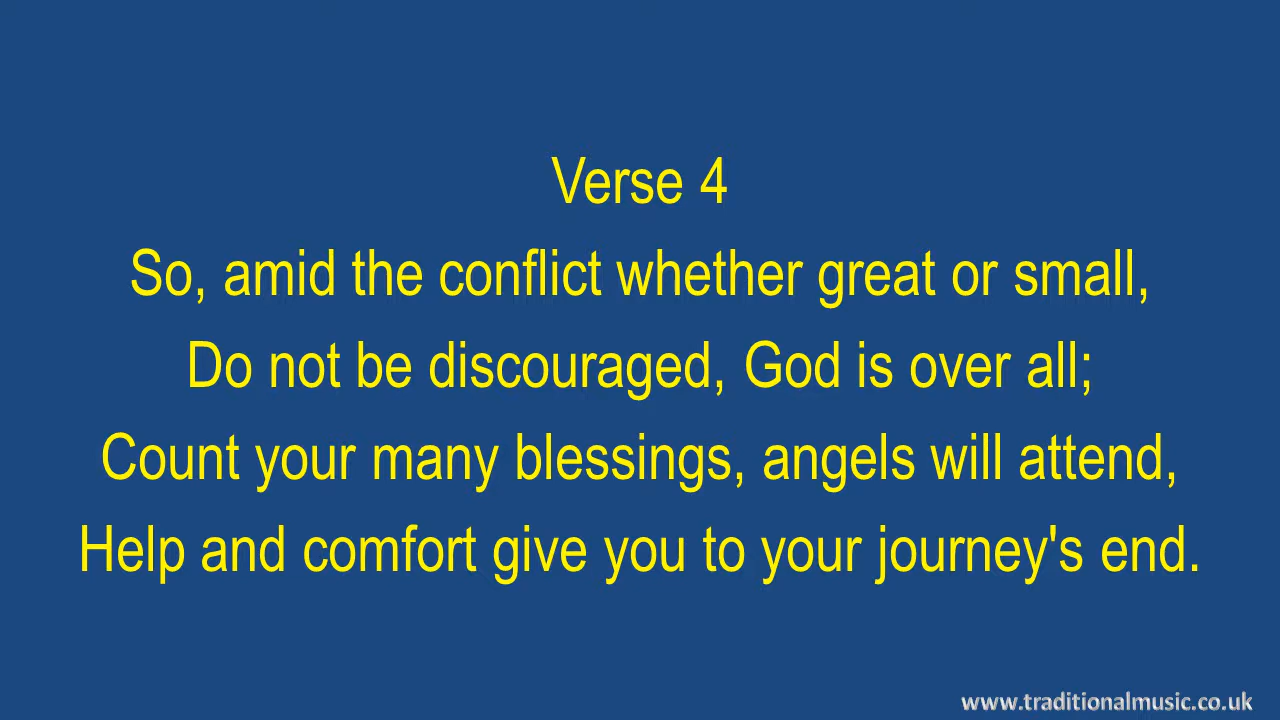 Verse 4
So, amid the conflict whether great or small,
Do not be discouraged, God is over all;
Count your many blessings, angels will attend,
Help and comfort give you to your journey's end.
www.traditionalmusic.co.uk